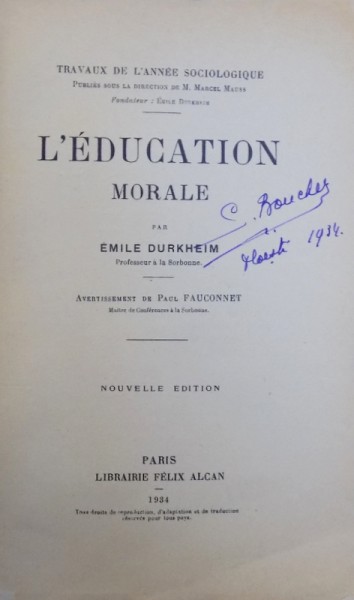 TRAVAUX DE L'ANNÉE SOCIOLOGIQUE
PUBLIÉS SOUS LA DIRECTION DE M. MARCEL MAUSS
Fondateur : ÉMILE DURKHEIM
L'ÉDUCATION
MORALE
PAR
ÉMILE DURKHEIM
Professeur à la Sorbonne.
C. Boucher
1934.
AVERTISSEMENT DE PAUL FAUCONNET
Maître de Conférences à la Sorbonne.
NOUVELLE EDITION
PARIS
LIBRAIRIE FÉLIX ALCAN
1934
Tous droits de reproduction, d'adaptation et de traduction
réservés pour tous pays.